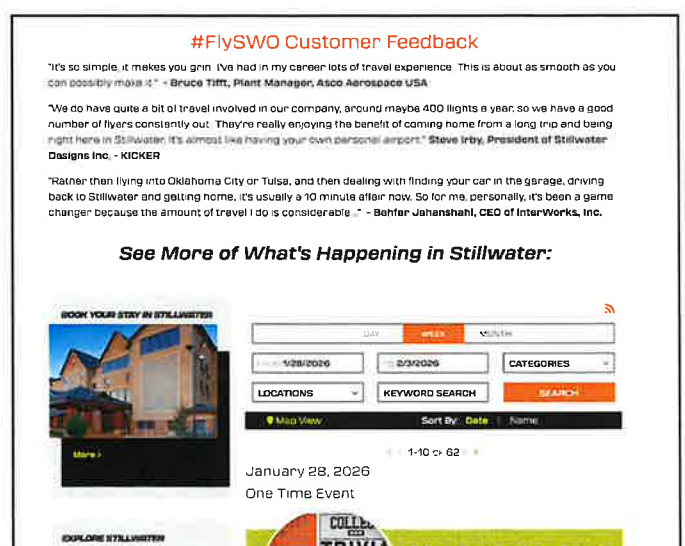 #FlySWO Customer Feedback
"It's so simple, it makes you grin. I've had in my career lots of travel experience. This is about as smooth as you
can possibly make it." - Bruce Tifft, Plant Manager, Asco Aerospace USA
"We do have quite a bit of travel involved in our company, around maybe 400 flights a year, so we have a good
number of flyers constantly out. They're really enjoying the benefit of coming home from a long trip and being
right here in Stillwater. It's almost like having your own personal airport." Steve Irby, President of Stillwater
Designs Inc. - KICKER
"Rather then flying into Oklahoma City or Tulsa, and then dealing with finding your car in the garage, driving
back to Stillwater and getting home, it's usually a 10 minute affair now. So for me, personally, it's been a game
changer because the amount of travel I do is considerable..." - Behfar Jahanshahi, CEO of InterWorks, Inc.
See More of What's Happening in Stillwater:
BOOK YOUR STAY IN STILLWATER
DAY WEEK MONTH
1/28/2026 2/3/2026 CATEGORIES
LOCATIONS KEYWORD SEARCH SEARCH
Map View Sort By: Date | Name
1-10 of 62
More >
January 28, 2026
One Time Event
EXPLORE STILLWATER
COLLEGE
TRIVIA